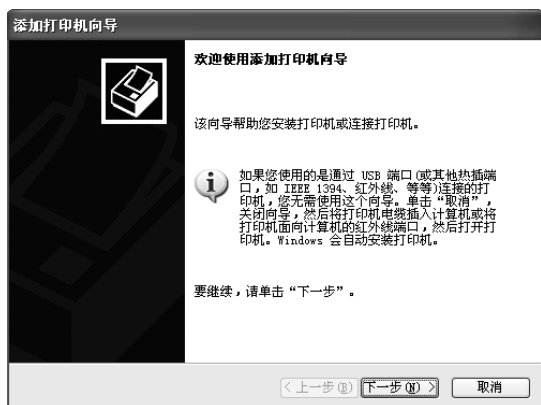 添加打印机向导
欢迎使用添加打印机向导
该向导帮助您安装打印机或连接打印机。
如果您使用的是通过 USB 端口(或其他热插端
口，如 IEEE 1394、红外线、等等)连接的打
印机，您无需使用这个向导。单击“取消”，
关闭向导，然后将打印机电缆插入计算机或将
打印机面向计算机的红外线端口，然后打开打
印机。Windows 会自动安装打印机。
要继续，请单击“下一步”。
< 上一步(B) 下一步(N) > 取消